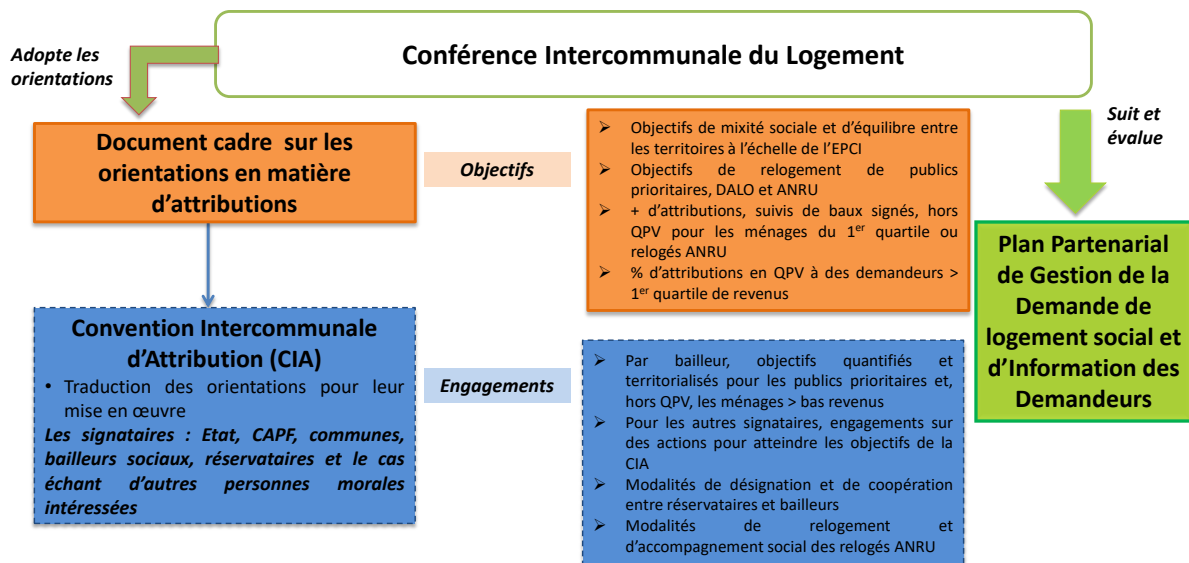 Adopte les
orientations
Conférence Intercommunale du Logement
Suit et
évalue
Document cadre sur les
orientations en matière
d'attributions
Objectifs
➢ Objectifs de mixité sociale et d'équilibre entre
les territoires à l'échelle de l'EPCI
➢ Objectifs de relogement de publics
prioritaires, DALO et ANRU
➢ + d'attributions, suivis de baux signés, hors
QPV pour les ménages du 1er quartile ou
relogés ANRU
➢ % d'attributions en QPV à des demandeurs >
1er quartile de revenus
Convention Intercommunale
d'Attribution (CIA)
• Traduction des orientations pour leur
mise en œuvre
Les signataires : Etat, CAPF, communes,
bailleurs sociaux, réservataires et le cas
échant d'autres personnes morales
intéressées
Engagements
➢ Par bailleur, objectifs quantifiés et
territorialisés pour les publics prioritaires et,
hors QPV, les ménages > bas revenus
➢ Pour les autres signataires, engagements sur
des actions pour atteindre les objectifs de la
CIA
➢ Modalités de désignation et de coopération
entre réservataires et bailleurs
➢ Modalités de relogement et
d'accompagnement social des relogés ANRU
Plan Partenarial
de Gestion de la
Demande de
logement social et
d'Information des
Demandeurs